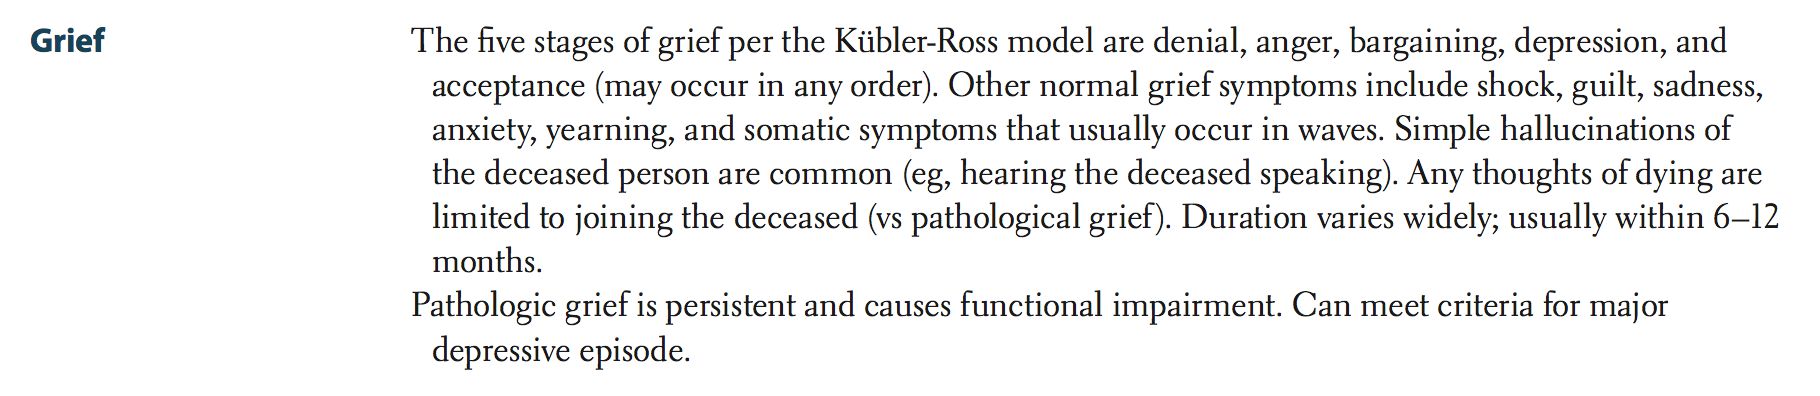 Grief
The five stages of grief per the Kübler-Ross model are denial, anger, bargaining, depression, and
acceptance (may occur in any order). Other normal grief symptoms include shock, guilt, sadness,
anxiety, yearning, and somatic symptoms that usually occur in waves. Simple hallucinations of
the deceased person are common (eg, hearing the deceased speaking). Any thoughts of dying are
limited to joining the deceased (vs pathological grief). Duration varies widely; usually within 6–12
months.
Pathologic grief is persistent and causes functional impairment. Can meet criteria for major
depressive episode.